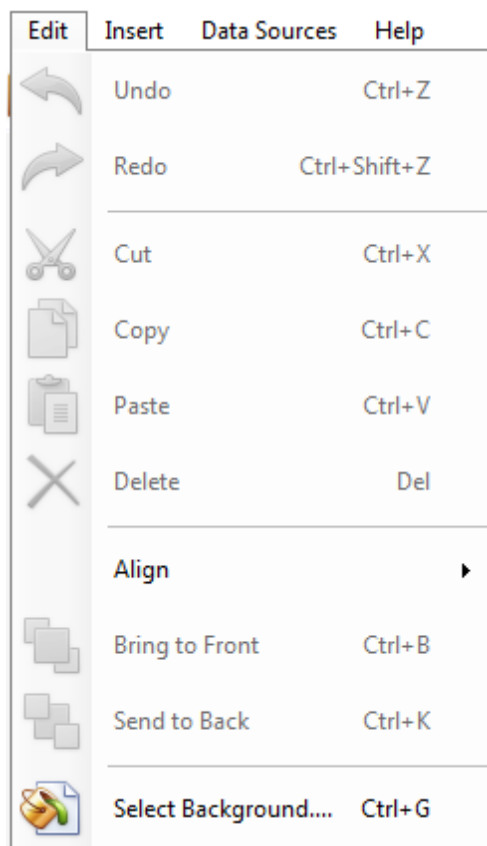 Edit Insert Data Sources Help
Undo Ctrl+Z
Redo Ctrl+Shift+Z
Cut Ctrl+X
Copy Ctrl+C
Paste Ctrl+V
Delete Del
Align
Bring to Front Ctrl+B
Send to Back Ctrl+K
Select Background.... Ctrl+G